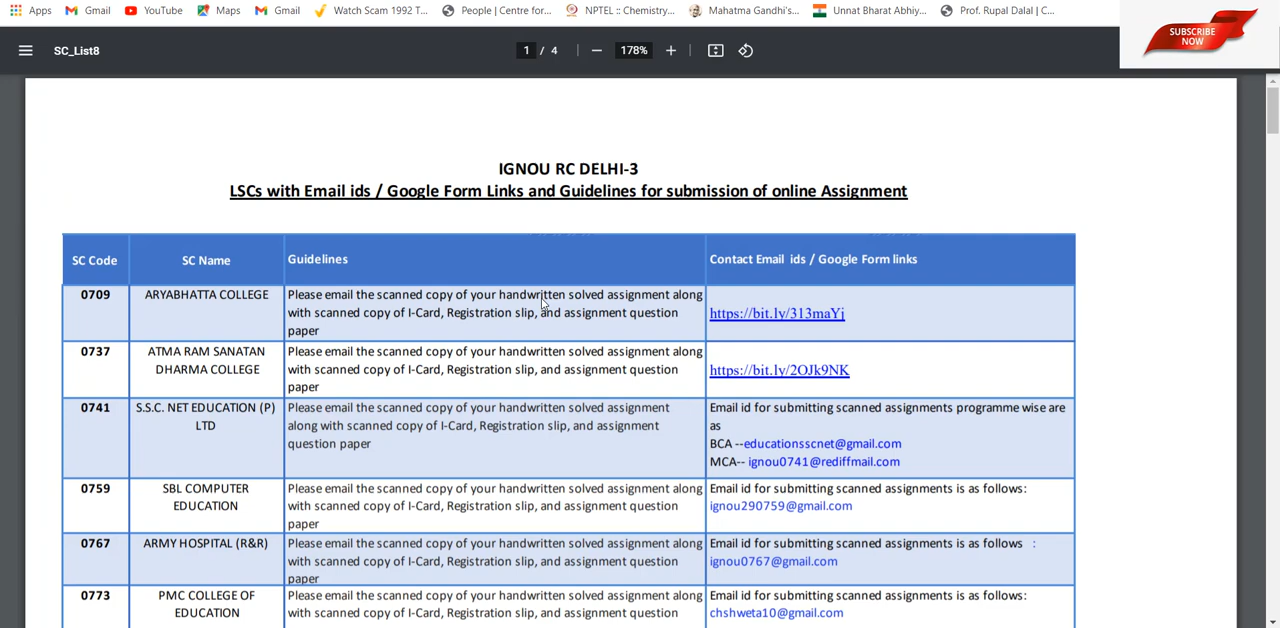 Apps Gmail YouTube Maps Gmail Watch Scam 1992 T... People | Centre for... NPTEL :: Chemistry... Mahatma Gandhi's... Unnat Bharat Abhiy... Prof. Rupal Dalal | C...
SUBSCRIBE
NOW
SC_List8 1 / 4 178%
IGNOU RC DELHI-3
LSCs with Email ids / Google Form Links and Guidelines for submission of online Assignment
SC Code SC Name Guidelines Contact Email ids / Google Form links
0709 ARYABHATTA COLLEGE Please email the scanned copy of your handwritten solved assignment along
with scanned copy of I-Card, Registration slip, and assignment question https://bit.ly/313maYj
paper
0737 ATMA RAM SANATAN Please email the scanned copy of your handwritten solved assignment along
DHARMA COLLEGE with scanned copy of I-Card, Registration slip, and assignment question https://bit.ly/2OJk9NK
paper
0741 S.S.C. NET EDUCATION (P) Please email the scanned copy of your handwritten solved assignment Email id for submitting scanned assignments programme wise are
LTD along with scanned copy of I-Card, Registration slip, and assignment as
question paper BCA --educationsscnet@gmail.com
MCA-- ignou0741@rediffmail.com
0759 SBL COMPUTER Please email the scanned copy of your handwritten solved assignment along Email id for submitting scanned assignments is as follows:
EDUCATION with scanned copy of I-Card, Registration slip, and assignment question ignou290759@gmail.com
paper
0767 ARMY HOSPITAL (R&R) Please email the scanned copy of your handwritten solved assignment along Email id for submitting scanned assignments is as follows :
with scanned copy of I-Card, Registration slip, and assignment question ignou0767@gmail.com
paper
0773 PMC COLLEGE OF Please email the scanned copy of your handwritten solved assignment along Email id for submitting scanned assignments is as follows:
EDUCATION with scanned copy of I-Card, Registration slip, and assignment question chshweta10@gmail.com